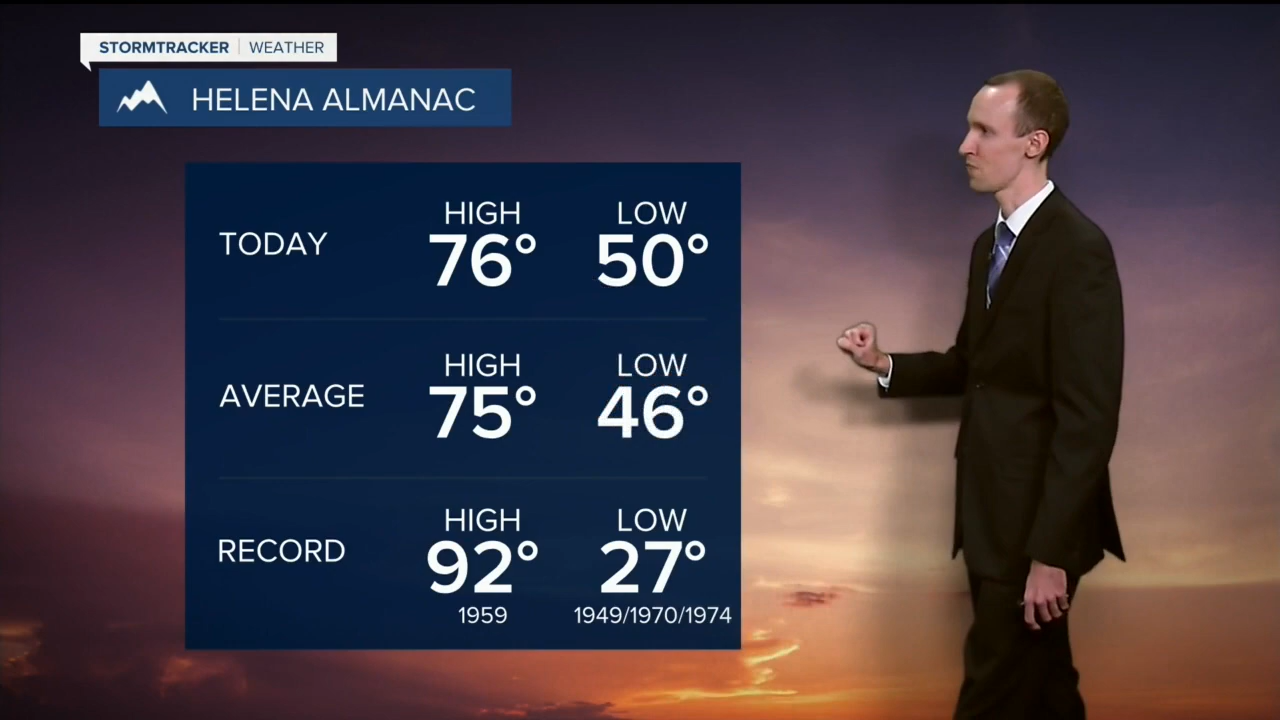 STORMTRACKER | WEATHER
HELENA ALMANAC
HIGH LOW
TODAY 76° 50°
HIGH LOW
AVERAGE 75° 46°
HIGH LOW
RECORD 92° 27°
1959 1949/1970/1974